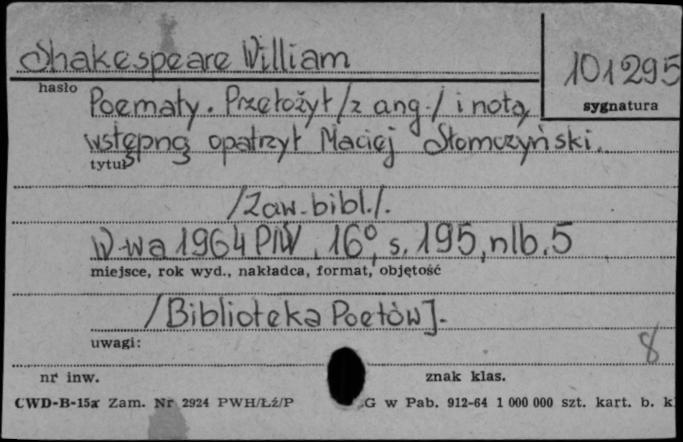 Shakespeare William
101295
hasło
sygnatura
Poematy. Przełożył /z ang./ i notą
wstępną opatrzył Maciej Słomczyński.
tytuł
/Zaw. bibl./.
W-wa 1964 PIW, 16°, s. 195, nlb. 5
miejsce, rok wyd., nakładca, format, objętość
/Biblioteka Poetów].
uwagi:
8
nr inw.
znak klas.
CWD-B-15a Zam. Nr 2924 PWH/Łź/P G w Pab. 912-64 1 000 000 szt. kart. b. k